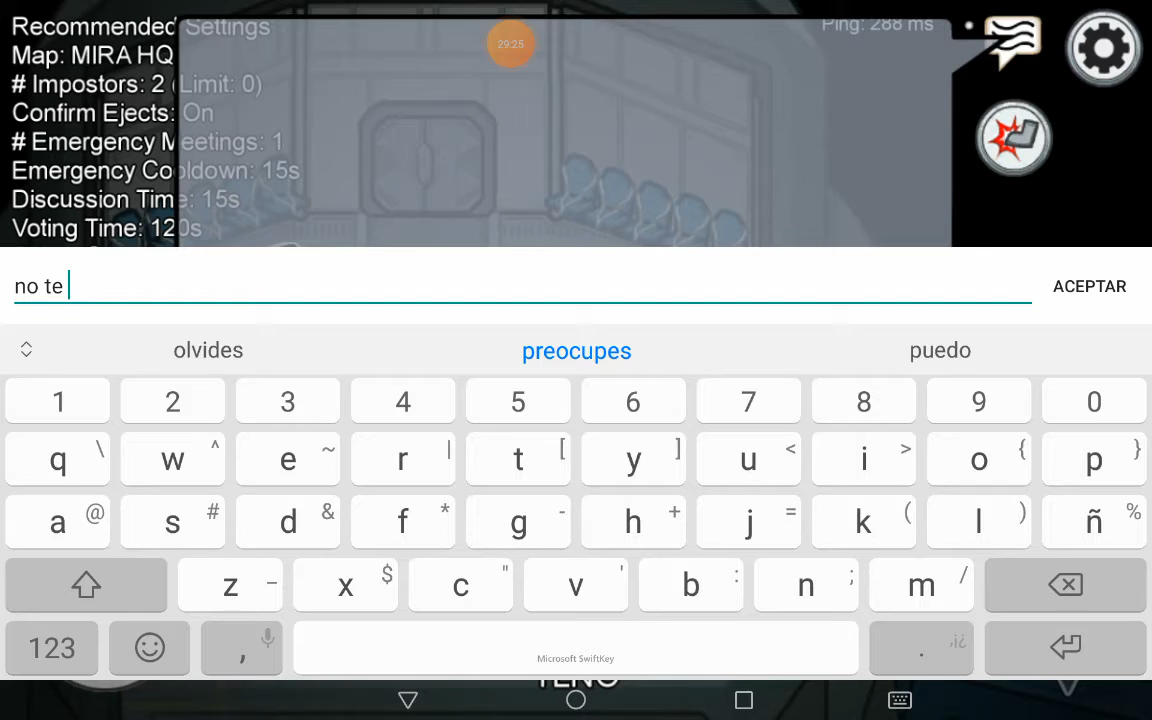 Recommended Settings
Map: MIRA HQ
# Impostors: 2 (Limit: 0)
Confirm Ejects: On
# Emergency Meetings: 1
Emergency Cooldown: 15s
Discussion Time: 15s
Voting Time: 120s
29:25
Ping: 288 ms
no te
ACEPTAR
olvides preocupes puedo
1 2 3 4 5 6 7 8 9 0
q \ w ^ e ~ r | t [ y ] u < i > o { p }
a @ s # d & f * g - h + j = k ( l ) ñ %
z _ x $ c " v ' b : n ; m /
123 , Microsoft SwiftKey . ,i¿